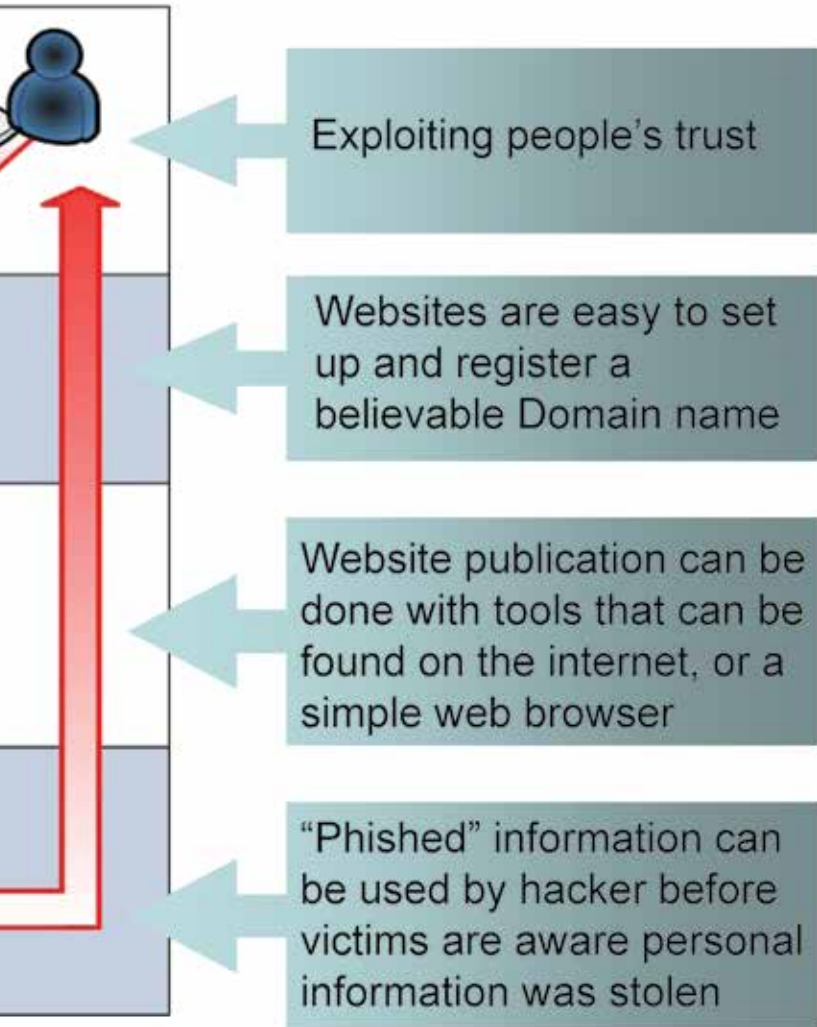 Exploiting people’s trust
Websites are easy to set
up and register a
believable Domain name
Website publication can be
done with tools that can be
found on the internet, or a
simple web browser
“Phished” information can
be used by hacker before
victims are aware personal
information was stolen